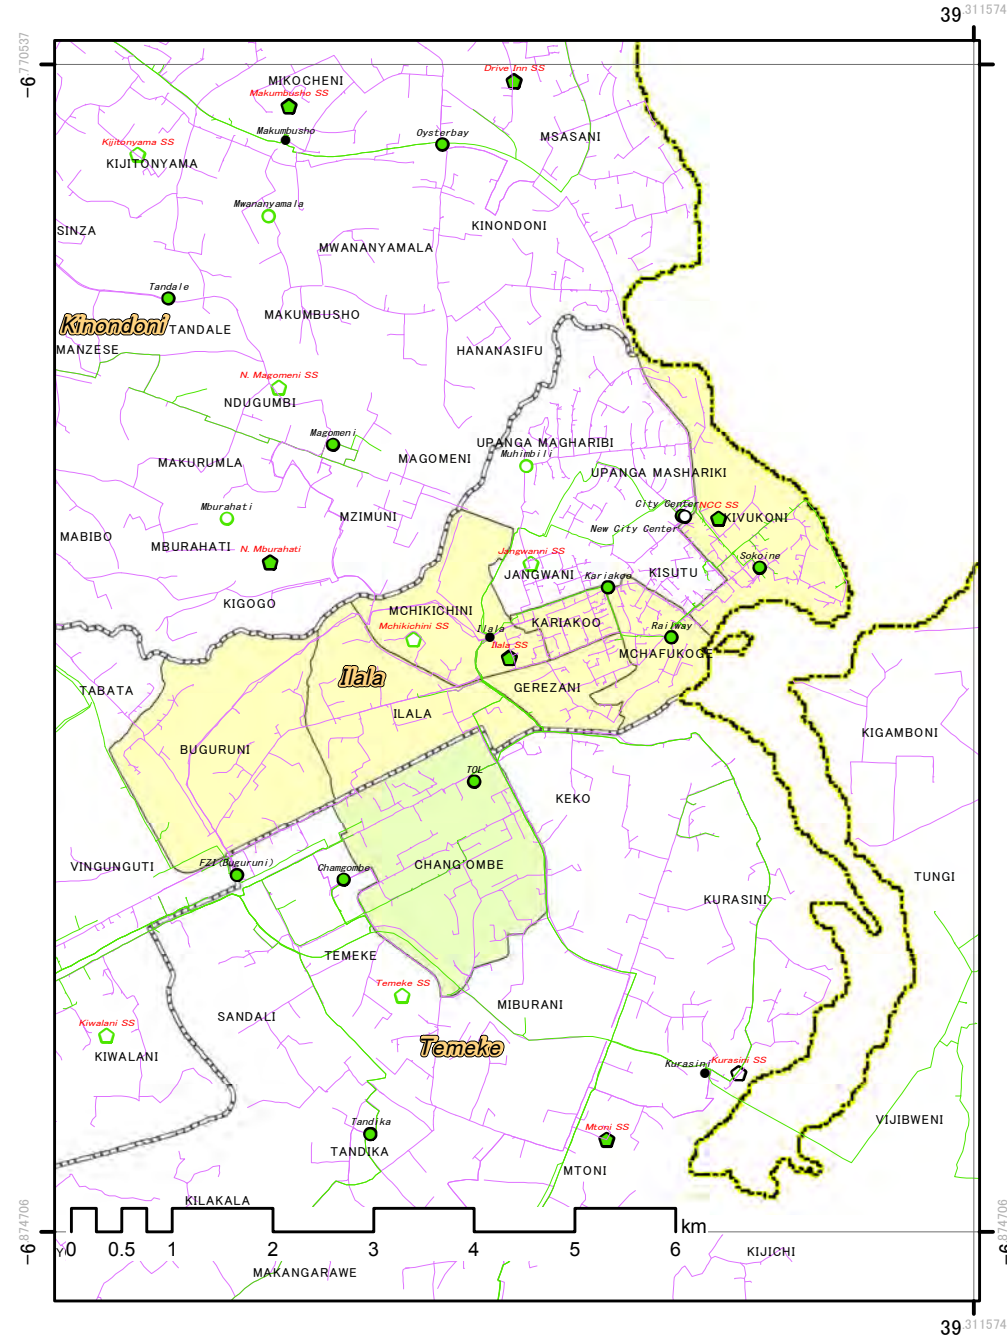 39 .311574
-6 .770537
Drive Inn SS
MIKOCHENI
Makumbusho SS
Makumbusho
Oysterbay
MSASANI
Kijitonyama SS
KIJITONYAMA
Mwananyamala
SINZA
KINONDONI
MWANANYAMALA
Tandale
MAKUMBUSHO
Kinondoni
TANDALE
MANZESE
HANANASIFU
N. Magomeni SS
NDUGUMBI
Magomeni
UPANGA MAGHARIBI
Muhimbili
MAGOMENI
MAKURUMLA
UPANGA MASHARIKI
City Center
NCC SS
Mburahati
MZIMUNI
KIVUKONI
New City Center
MABIBO
MBURAHATI
N. Mburahati
Jangwanni SS
JANGWANI
Kariakoo
KISUTU
Sokoine
KIGOGO
MCHIKICHINI
Mchikichini SS
Ilala
KARIAKOO
Railway
Ilala SS
MCHAFUKOGE
Ilala
TABATA
GEREZANI
ILALA
KIGAMBONI
BUGURUNI
TOL
KEKO
VINGUNGUTI
FZI(Buguruni)
Chamgombe
CHANG'OMBE
TUNGI
KURASINI
TEMEKE
Temeke SS
MIBURANI
SANDALI
Kiwalani SS
KIWALANI
Temeke
Kurasini
Kurasini SS
Tandika
TANDIKA
Mtoni SS
MTONI
VIJIBWENI
KILAKALA
-6 .874706
-6 .874706
km
Y
0 0.5 1 2 3 4 5 6
KIJICHI
MAKANGARAWE
39 .311574